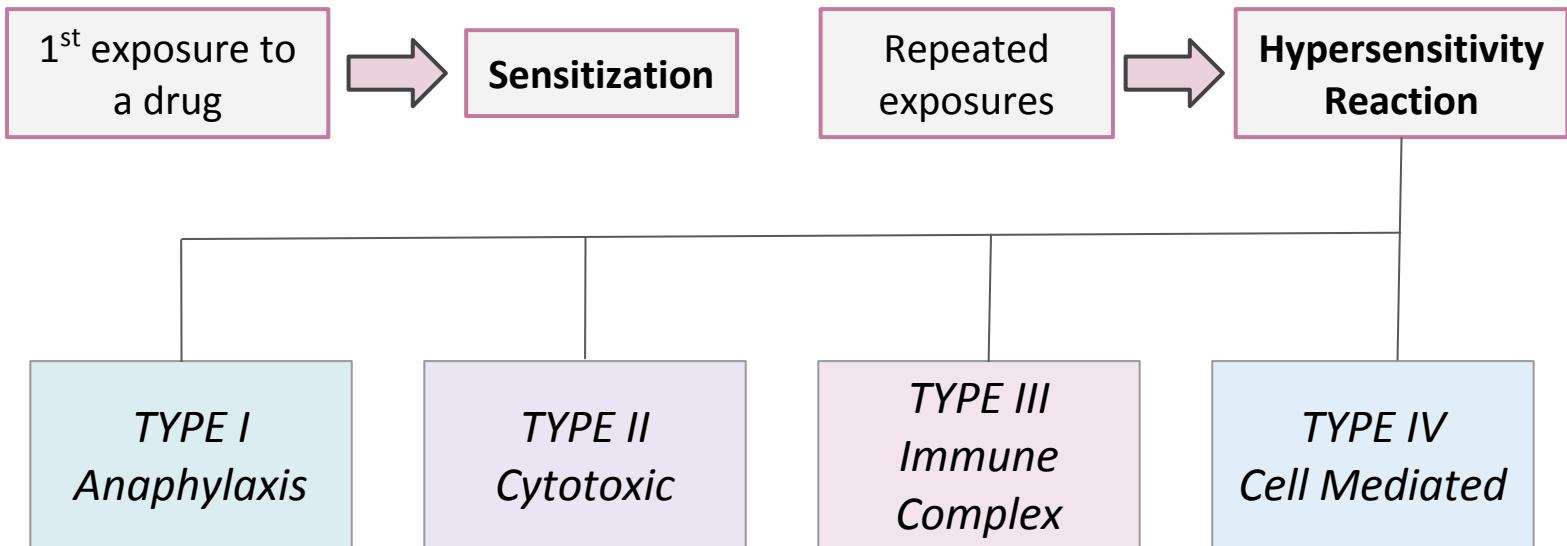 1st exposure to
a drug
Sensitization
Repeated
exposures
Hypersensitivity
Reaction
TYPE I
Anaphylaxis
TYPE II
Cytotoxic
TYPE III
Immune
Complex
TYPE IV
Cell Mediated